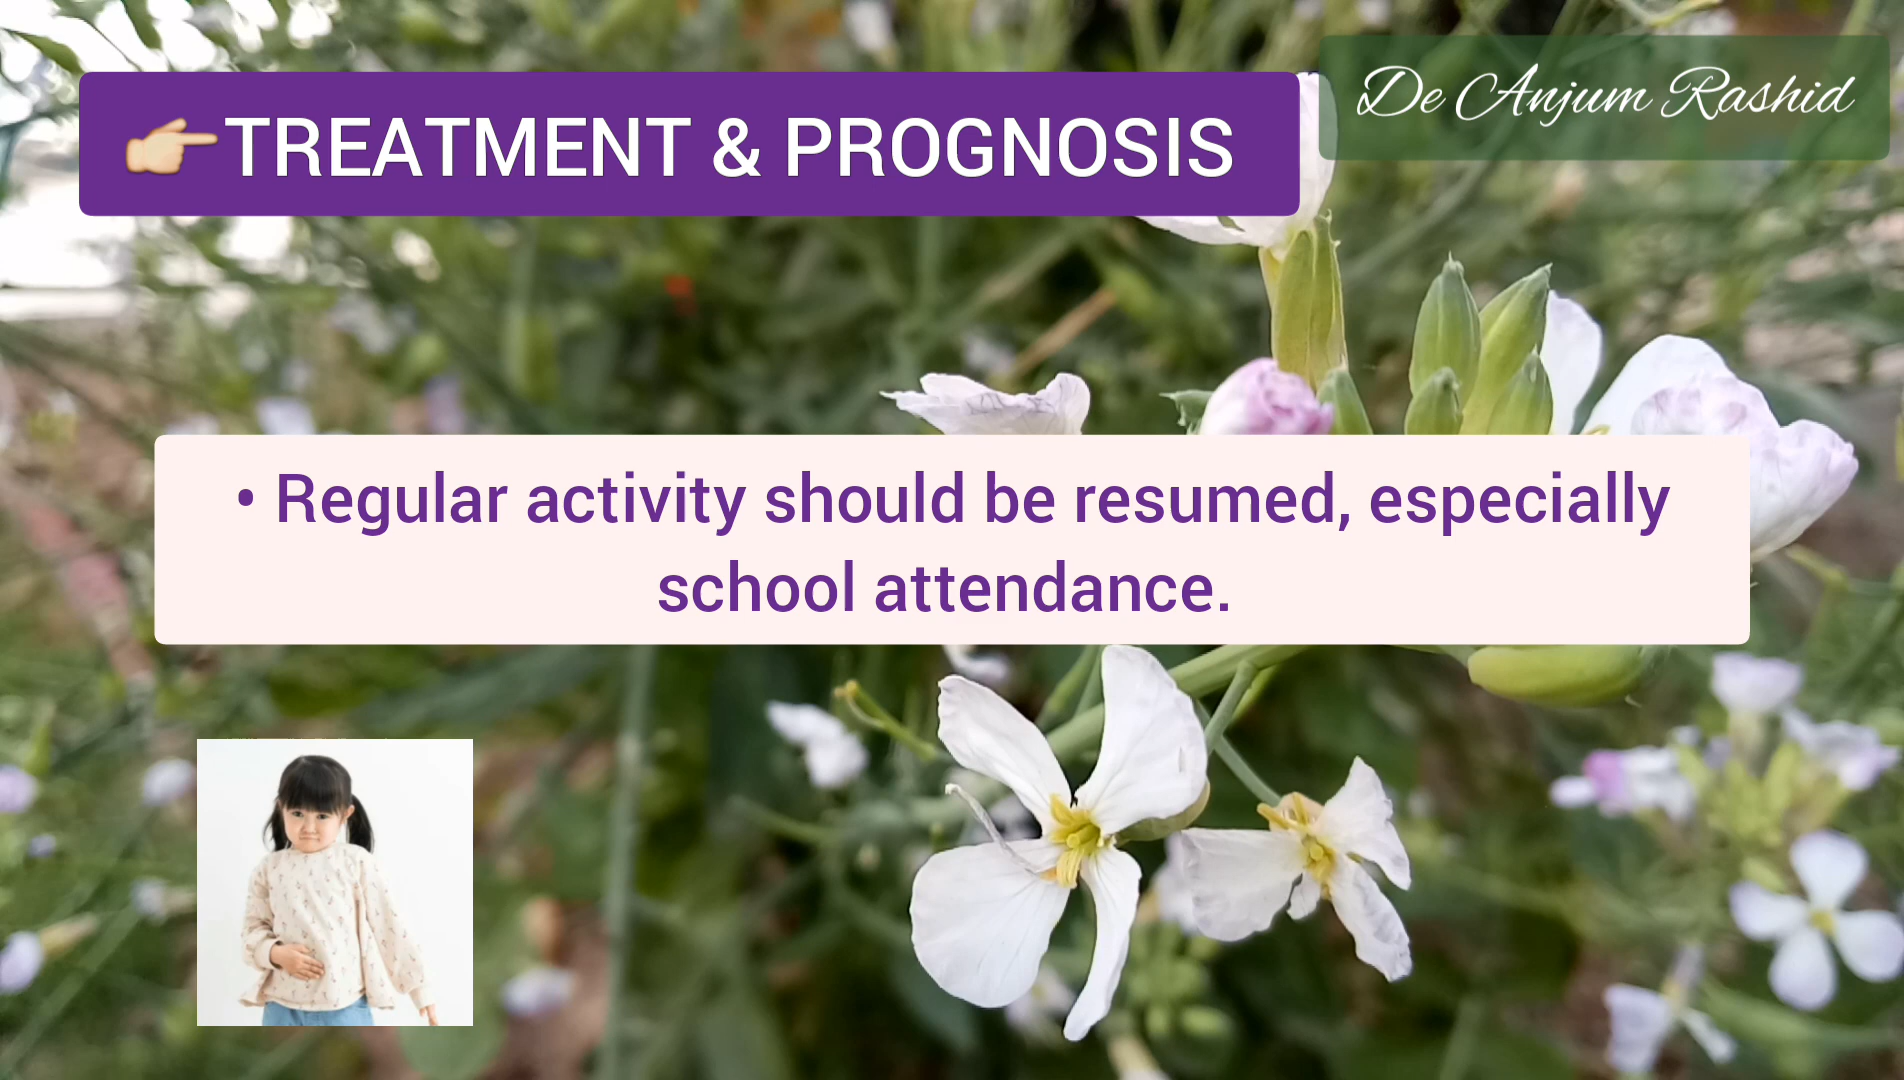 👉TREATMENT & PROGNOSIS
De Anjum Rashid
• Regular activity should be resumed, especially
school attendance.